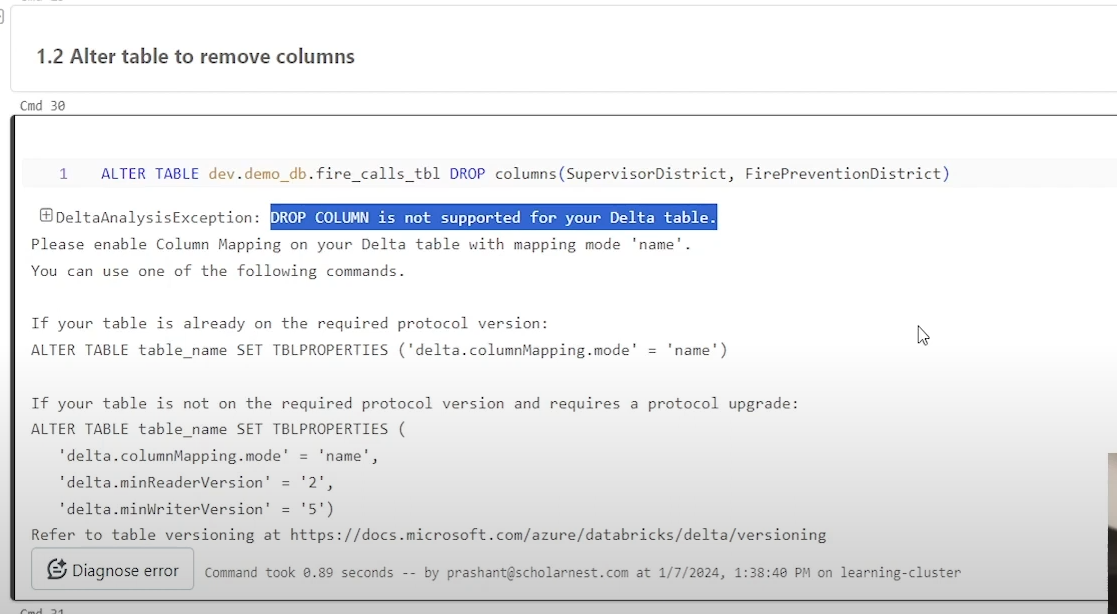 1.2 Alter table to remove columns
Cmd 30
1 ALTER TABLE dev.demo_db.fire_calls_tbl DROP columns(SupervisorDistrict, FirePreventionDistrict)
DeltaAnalysisException: DROP COLUMN is not supported for your Delta table.
Please enable Column Mapping on your Delta table with mapping mode 'name'.
You can use one of the following commands.
If your table is already on the required protocol version:
ALTER TABLE table_name SET TBLPROPERTIES ('delta.columnMapping.mode' = 'name')
If your table is not on the required protocol version and requires a protocol upgrade:
ALTER TABLE table_name SET TBLPROPERTIES (
'delta.columnMapping.mode' = 'name',
'delta.minReaderVersion' = '2',
'delta.minWriterVersion' = '5')
Refer to table versioning at https://docs.microsoft.com/azure/databricks/delta/versioning
Diagnose error
Command took 0.89 seconds -- by prashant@scholarnest.com at 1/7/2024, 1:38:40 PM on learning-cluster
Cmd 31